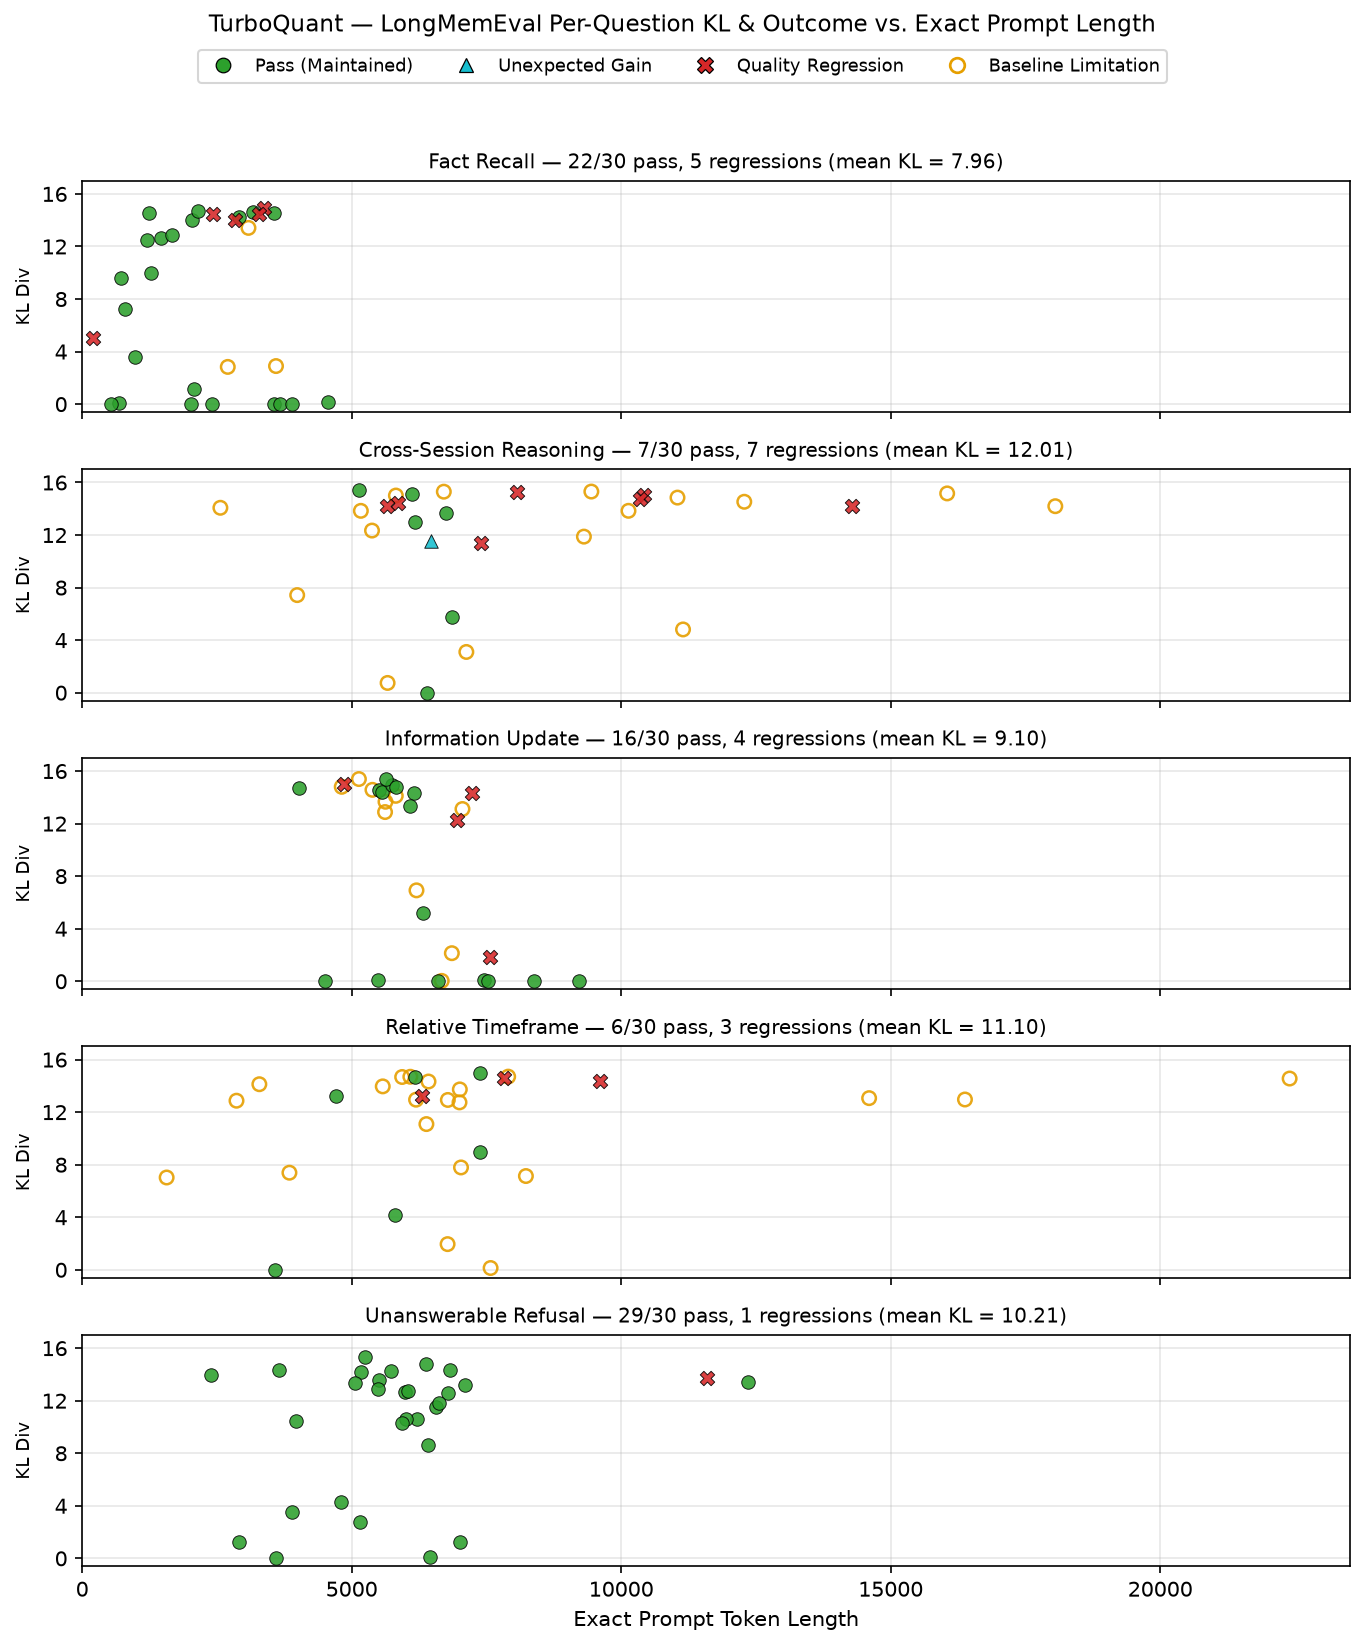 TurboQuant — LongMemEval Per-Question KL & Outcome vs. Exact Prompt Length
Pass (Maintained) Unexpected Gain Quality Regression Baseline Limitation
Fact Recall — 22/30 pass, 5 regressions (mean KL = 7.96)
16
12
8
4
0
KL Div
Cross-Session Reasoning — 7/30 pass, 7 regressions (mean KL = 12.01)
16
12
8
4
0
KL Div
Information Update — 16/30 pass, 4 regressions (mean KL = 9.10)
16
12
8
4
0
KL Div
Relative Timeframe — 6/30 pass, 3 regressions (mean KL = 11.10)
16
12
8
4
0
KL Div
Unanswerable Refusal — 29/30 pass, 1 regressions (mean KL = 10.21)
16
12
8
4
0
KL Div
0 5000 10000 15000 20000
Exact Prompt Token Length